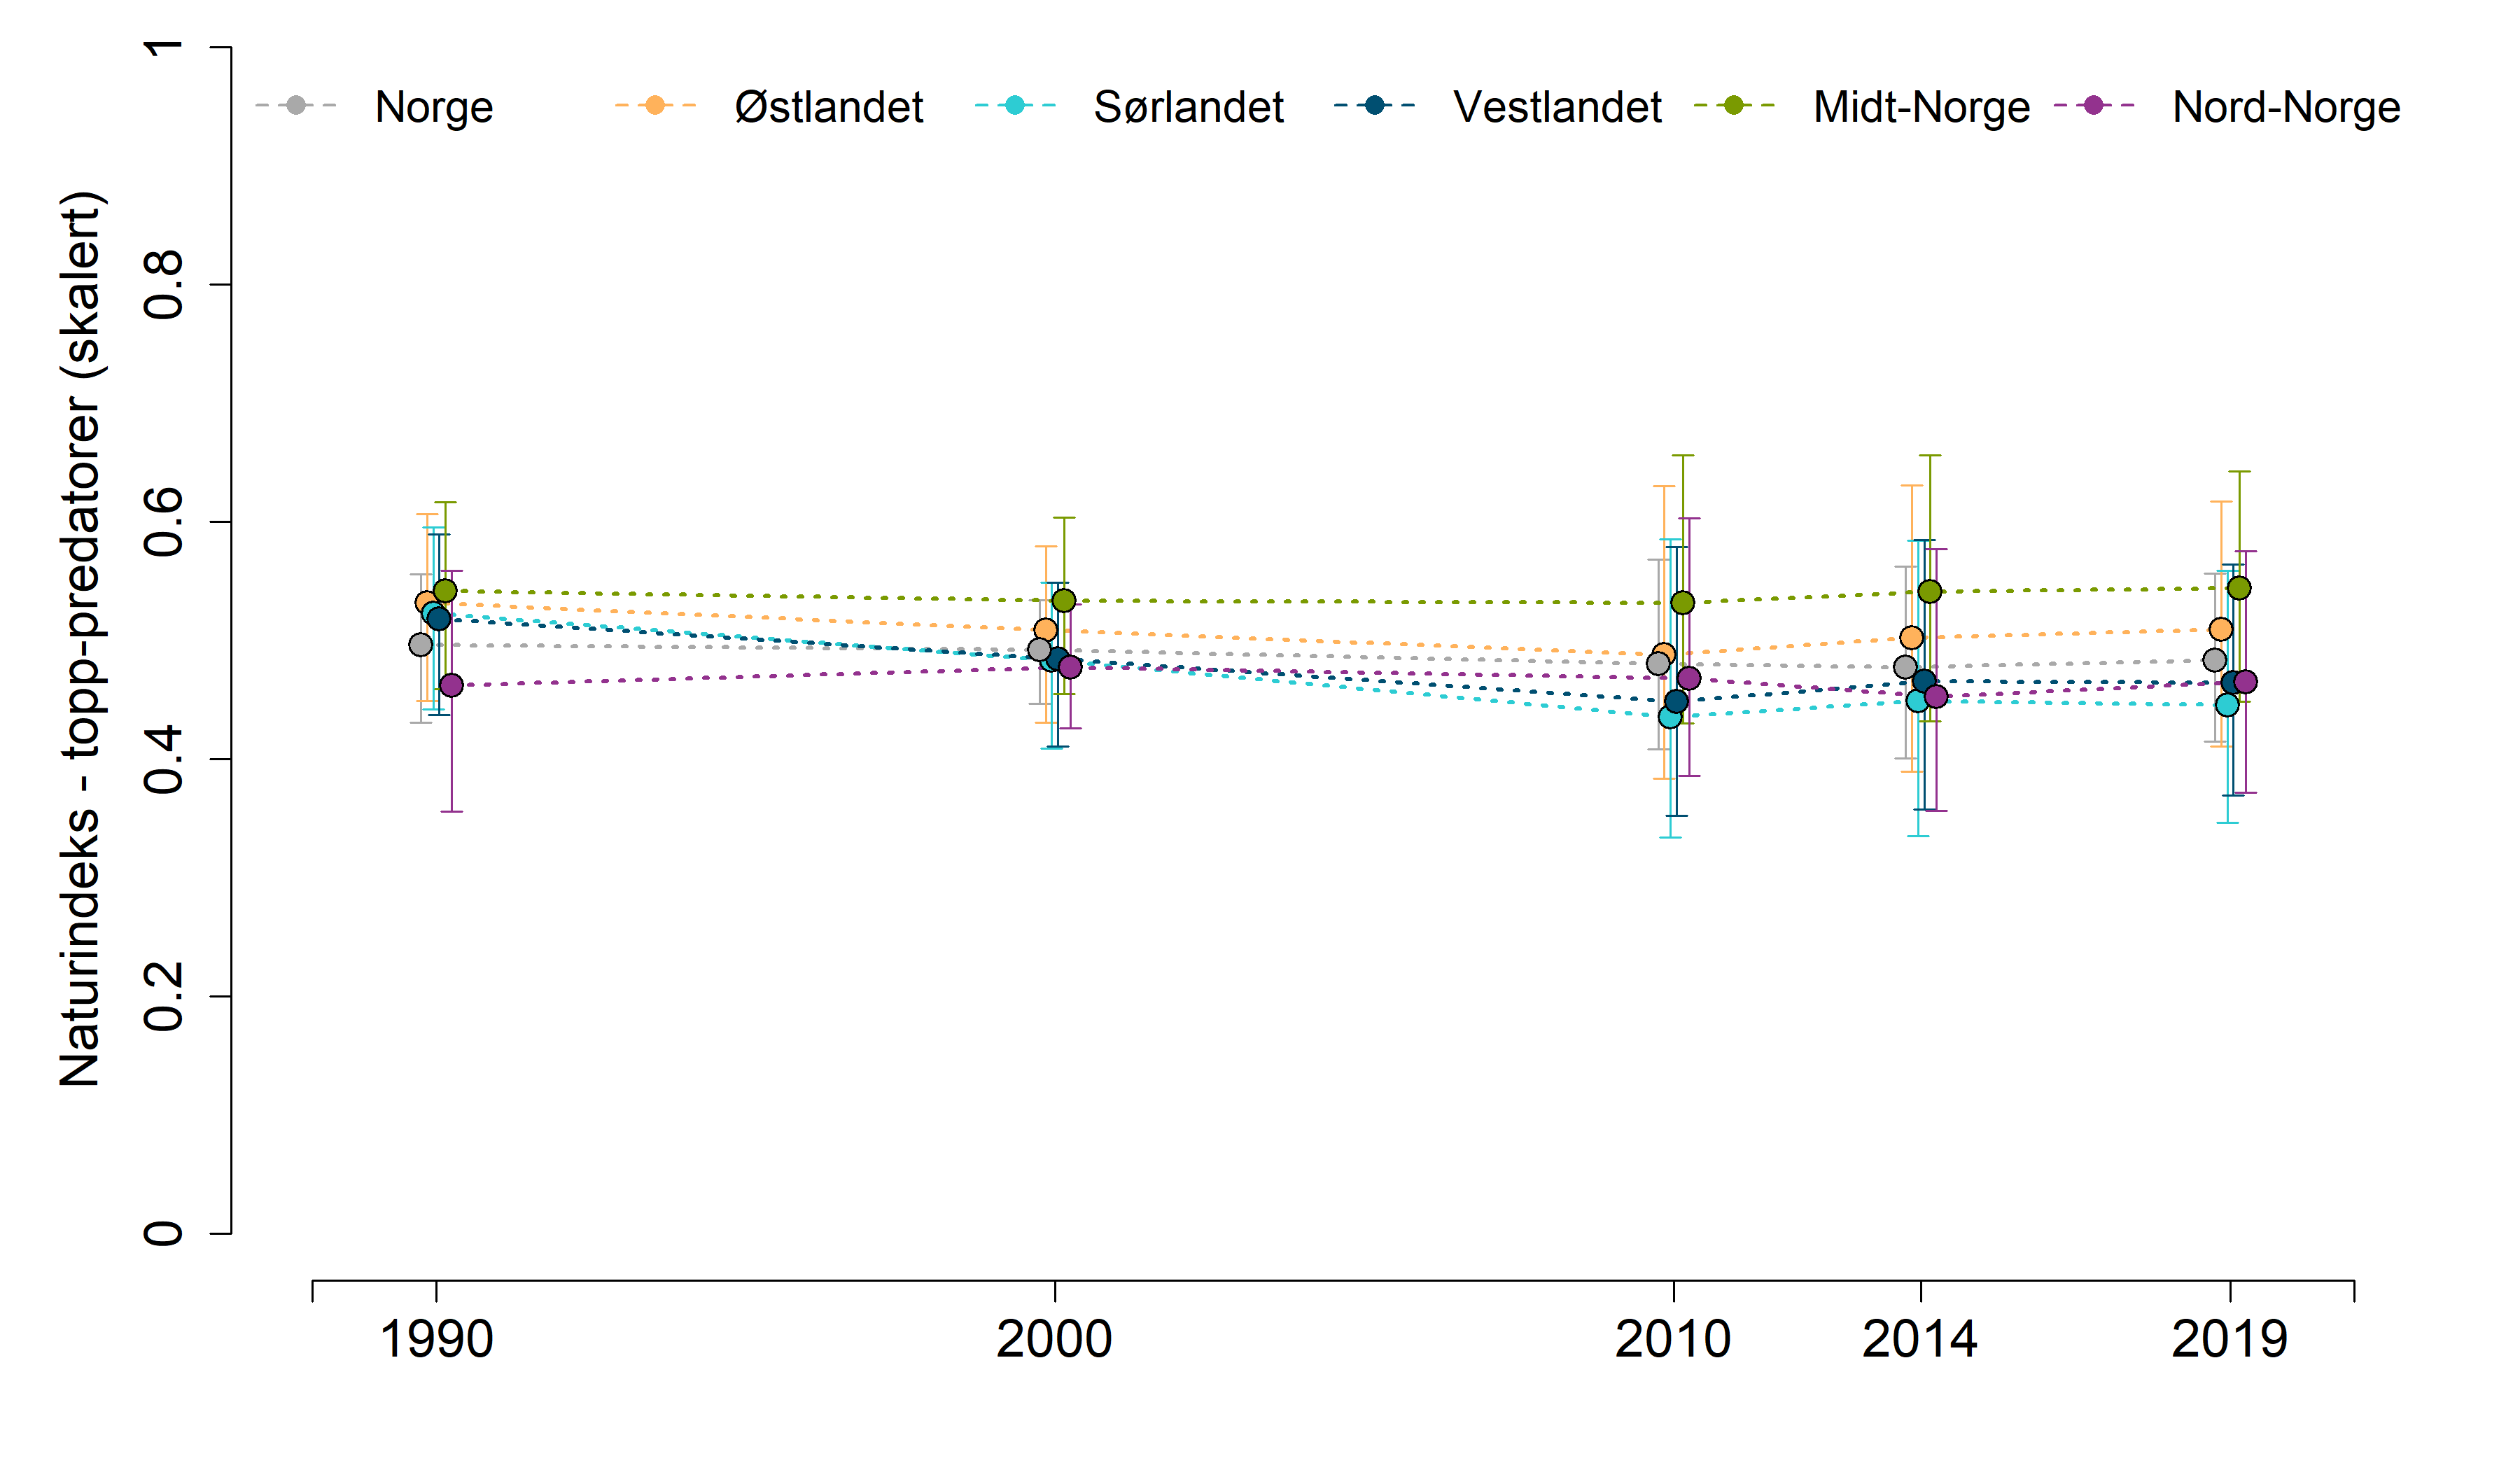 Naturindeks - topp-predatorer (skalert)
1
0.8
0.6
0.4
0.2
0
Norge Østlandet Sørlandet Vestlandet Midt-Norge Nord-Norge
1990 2000 2010 2014 2019